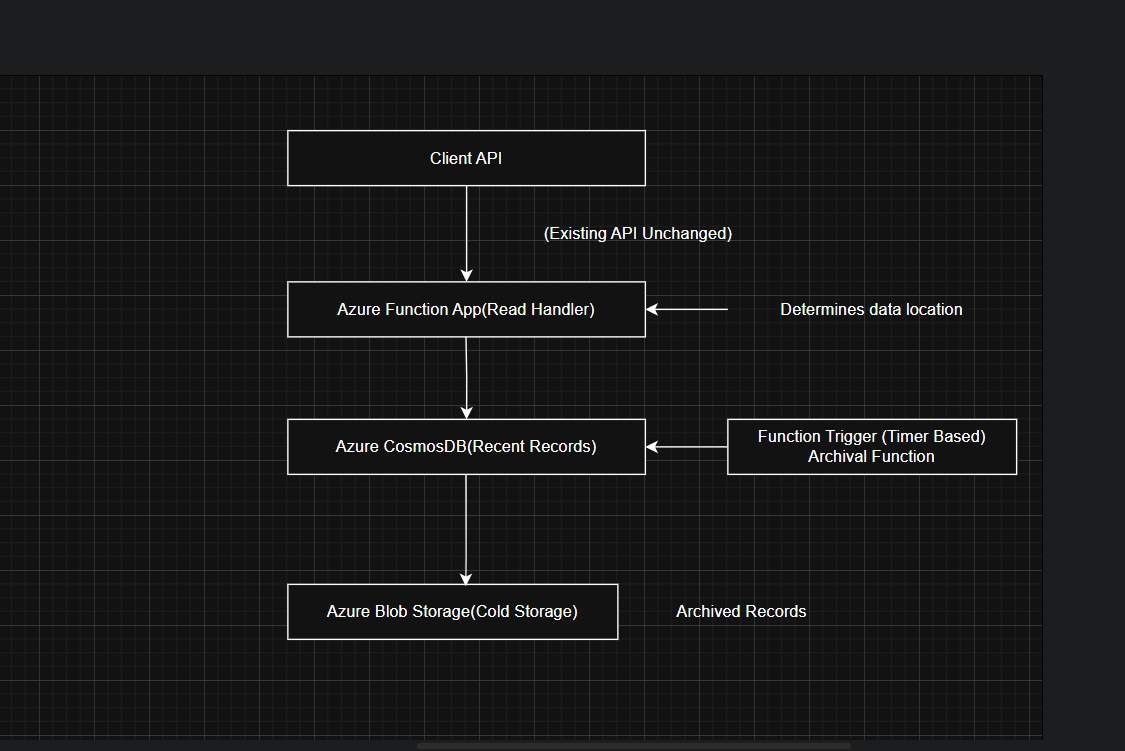 Client API
(Existing API Unchanged)
Azure Function App(Read Handler)
Determines data location
Azure CosmosDB(Recent Records)
Function Trigger (Timer Based)
Archival Function
Azure Blob Storage(Cold Storage)
Archived Records